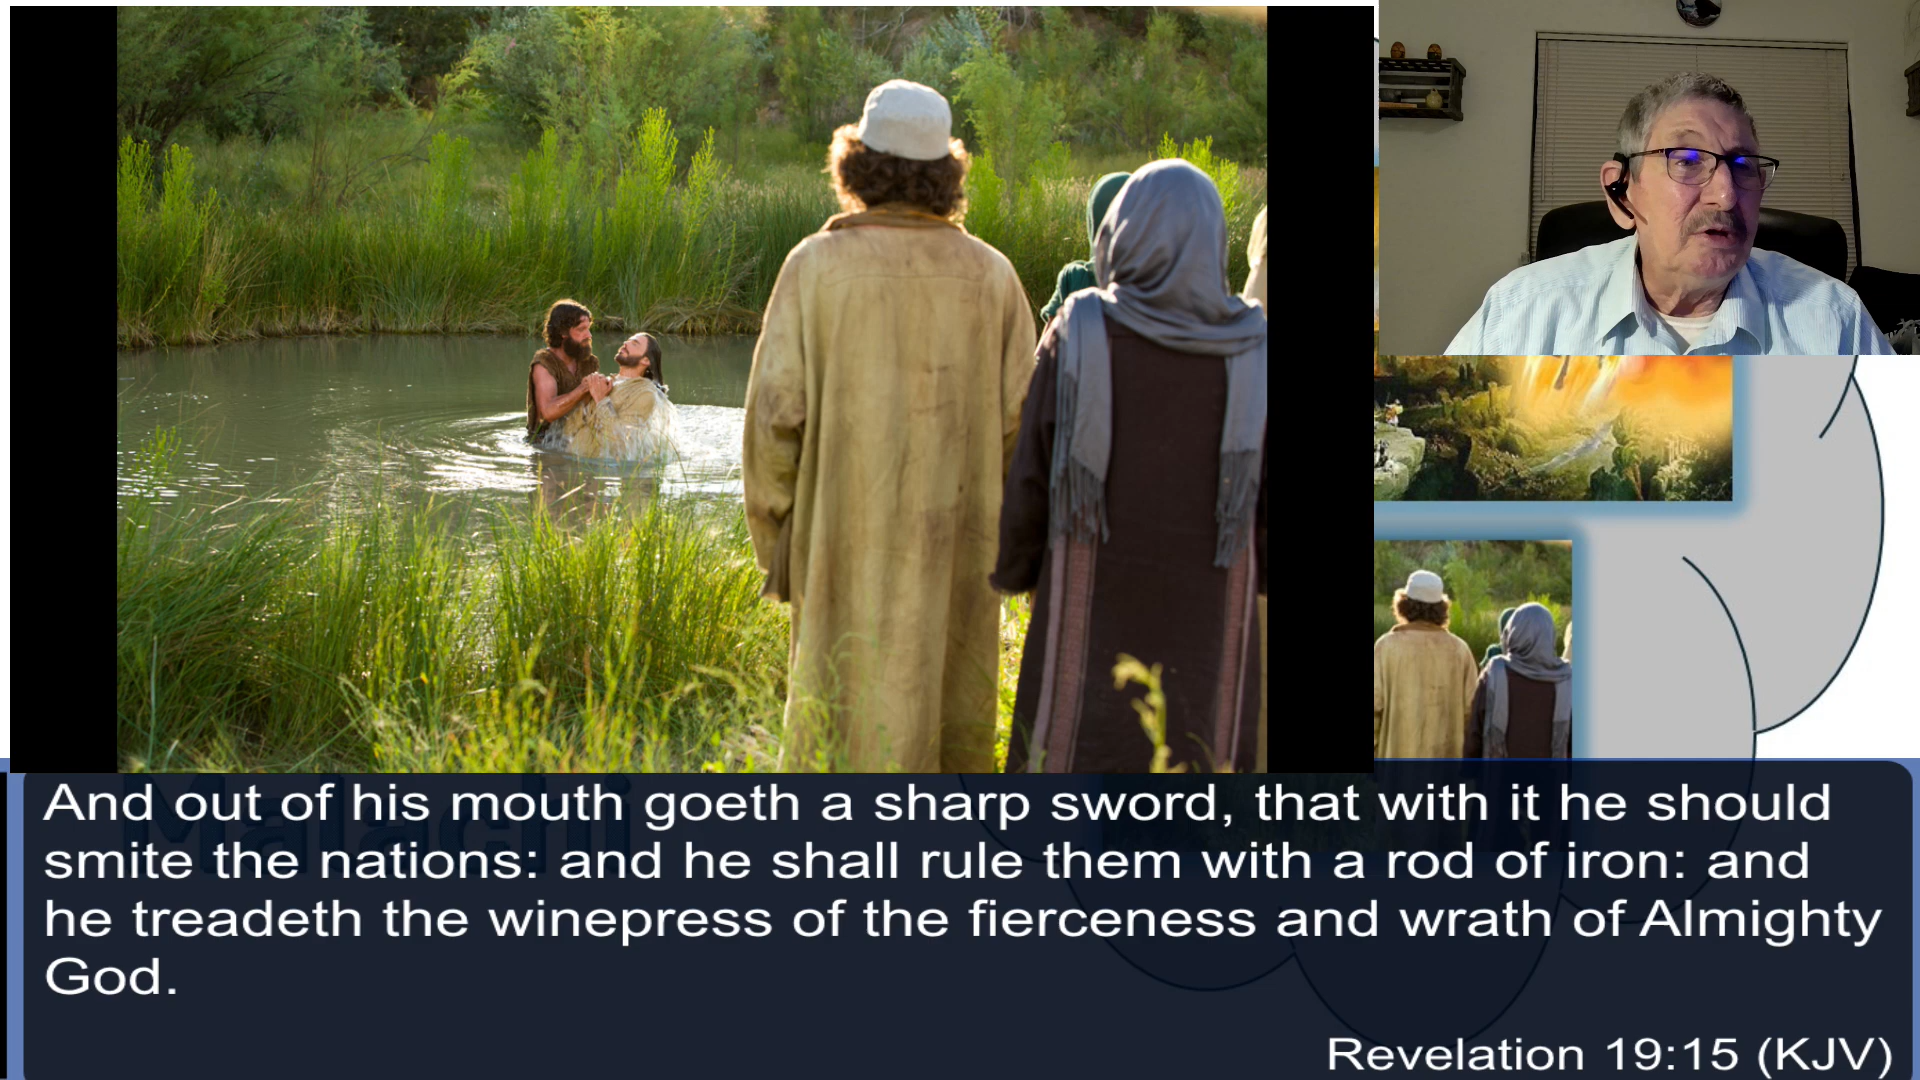 Malachi
And out of his mouth goeth a sharp sword, that with it he should
smite the nations: and he shall rule them with a rod of iron: and
he treadeth the winepress of the fierceness and wrath of Almighty
God.
Revelation 19:15 (KJV)